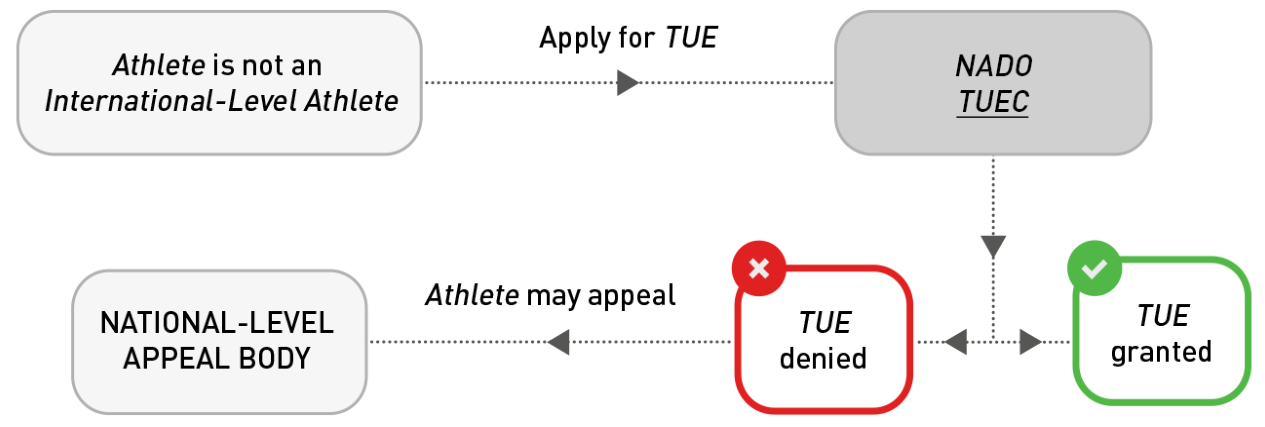 Athlete is not an
International-Level Athlete
Apply for TUE
NADO
TUEC
NATIONAL-LEVEL
APPEAL BODY
Athlete may appeal
TUE
denied
TUE
granted